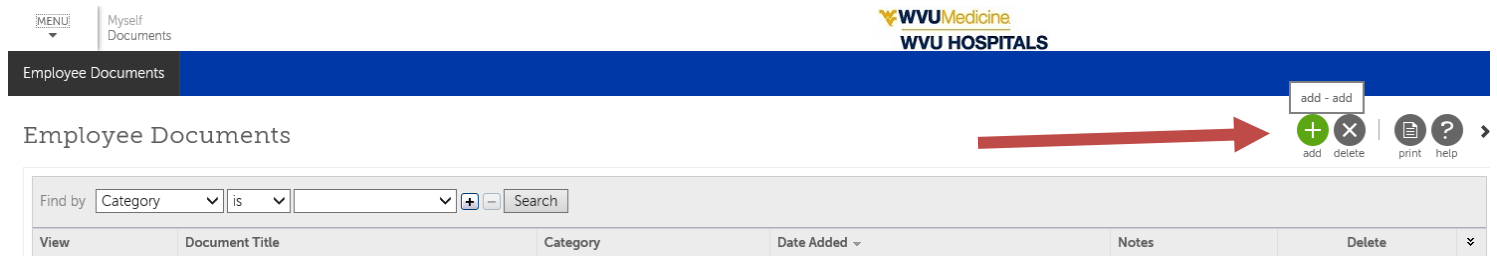 MENU
Myself
Documents
WVUMedicine
WVU HOSPITALS
Employee Documents
add - add
Employee Documents
add delete print help
Find by Category is + − Search
View Document Title Category Date Added Notes Delete